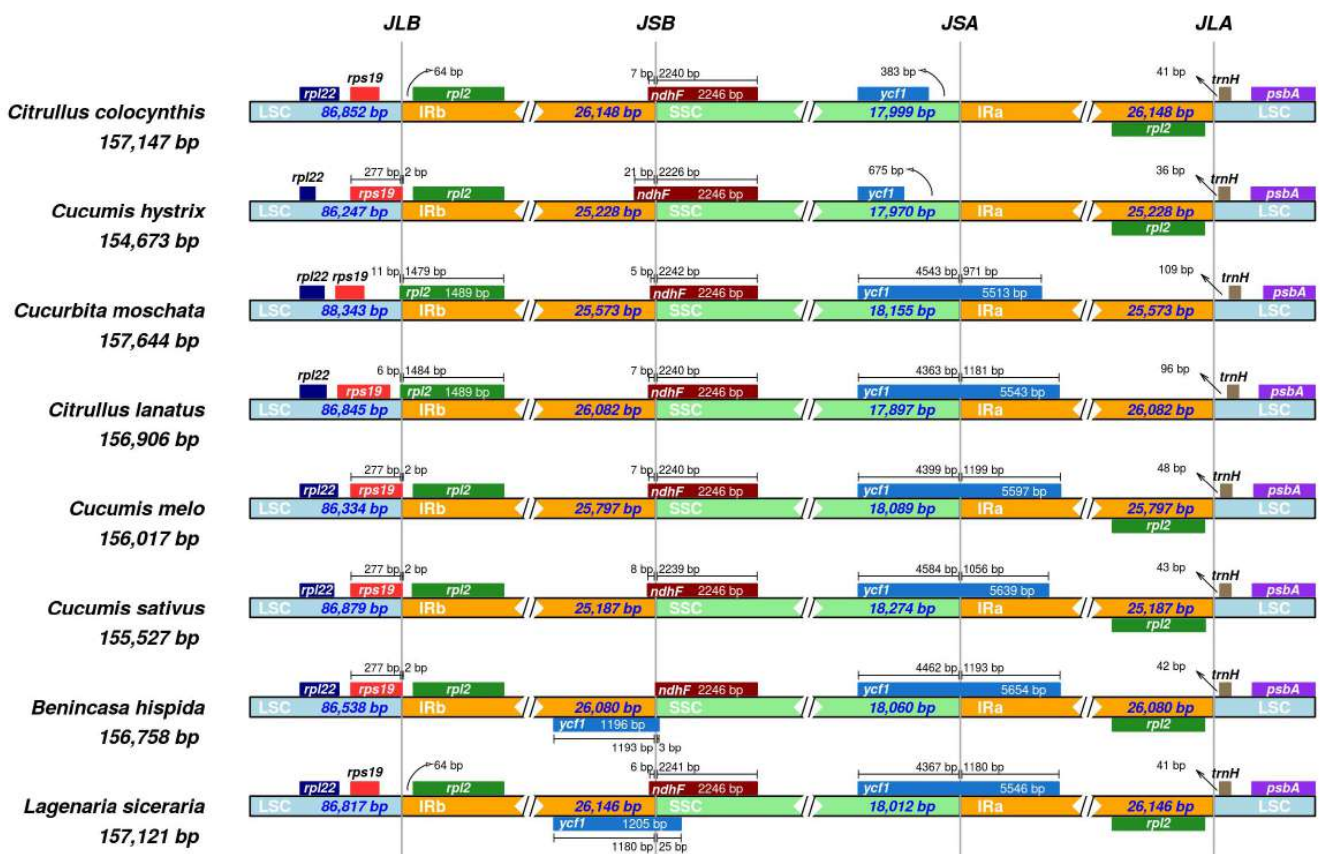 JLB JSB JSA JLA
rps19 64 bp 7 bp 2240 bp 383 bp 41 bp trnH
rpl22 rpl2 ndhF 2246 bp ycf1 psbA
Citrullus colocynthis LSC 86,852 bp IRb 26,148 bp SSC 17,999 bp IRa 26,148 bp LSC
157,147 bp rpl2
rpl22 277 bp 2 bp 21 bp 2226 bp 675 bp 36 bp trnH
rps19 rpl2 ndhF 2246 bp ycf1 psbA
Cucumis hystrix LSC 86,247 bp IRb 25,228 bp SSC 17,970 bp IRa 25,228 bp LSC
154,673 bp rpl2
rpl22 rps19 11 bp 1479 bp 5 bp 2242 bp 4543 bp 971 bp 109 bp trnH
rpl2 1489 bp ndhF 2246 bp ycf1 5513 bp psbA
Cucurbita moschata LSC 88,343 bp IRb 25,573 bp SSC 18,155 bp IRa 25,573 bp LSC
157,644 bp
rpl22 6 bp 1484 bp 7 bp 2240 bp 4363 bp 1181 bp 96 bp trnH
rps19 rpl2 1489 bp ndhF 2246 bp ycf1 5543 bp psbA
Citrullus lanatus LSC 86,845 bp IRb 26,082 bp SSC 17,897 bp IRa 26,082 bp LSC
156,906 bp
277 bp 2 bp 7 bp 2240 bp 4399 bp 1199 bp 48 bp trnH
rpl22 rps19 rpl2 ndhF 2246 bp ycf1 5597 bp psbA
Cucumis melo LSC 86,334 bp IRb 25,797 bp SSC 18,089 bp IRa 25,797 bp LSC
156,017 bp rpl2
277 bp 2 bp 8 bp 2239 bp 4584 bp 1056 bp 43 bp trnH
rpl22 rps19 rpl2 ndhF 2246 bp ycf1 5639 bp psbA
Cucumis sativus LSC 86,879 bp IRb 25,187 bp SSC 18,274 bp IRa 25,187 bp LSC
155,527 bp rpl2
277 bp 2 bp 4462 bp 1193 bp 42 bp trnH
rpl22 rps19 rpl2 ndhF 2246 bp ycf1 5654 bp psbA
Benincasa hispida LSC 86,538 bp IRb 26,080 bp SSC 18,060 bp IRa 26,080 bp LSC
156,758 bp ycf1 1196 bp rpl2
1193 bp 3 bp
rps19 64 bp 6 bp 2241 bp 4367 bp 1180 bp 41 bp trnH
rpl22 rpl2 ndhF 2246 bp ycf1 5546 bp psbA
Lagenaria siceraria LSC 86,817 bp IRb 26,146 bp SSC 18,012 bp IRa 26,146 bp LSC
157,121 bp ycf1 1205 bp rpl2
1180 bp 25 bp